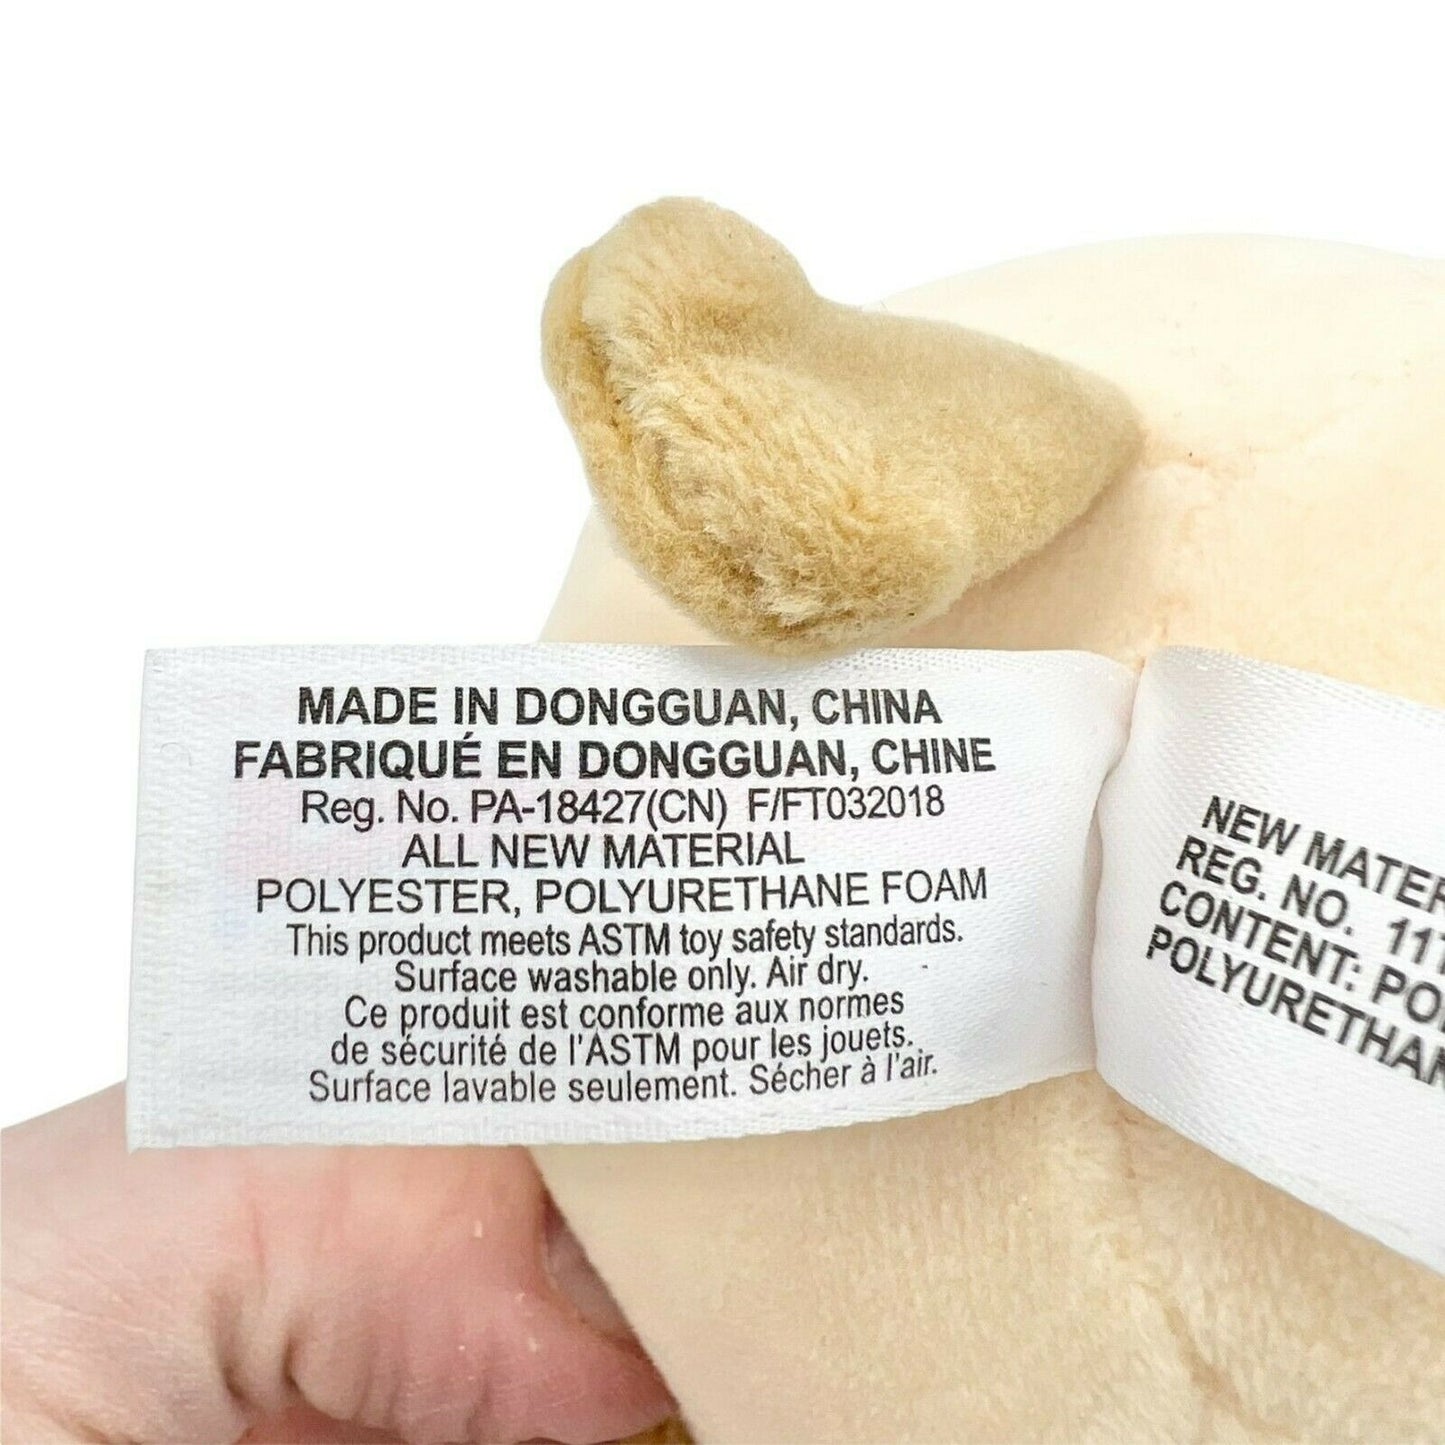 MADE IN DONGGUAN, CHINA
FABRIQUÉ EN DONGGUAN, CHINE
Reg. No. PA-18427(CN) F/FT032018
ALL NEW MATERIAL
POLYESTER, POLYURETHANE FOAM
This product meets ASTM toy safety standards.
Surface washable only. Air dry.
Ce produit est conforme aux normes
de sécurité de l'ASTM pour les jouets.
Surface lavable seulement. Sécher à l'air.
NEW
REG. NO.
CONTENT: